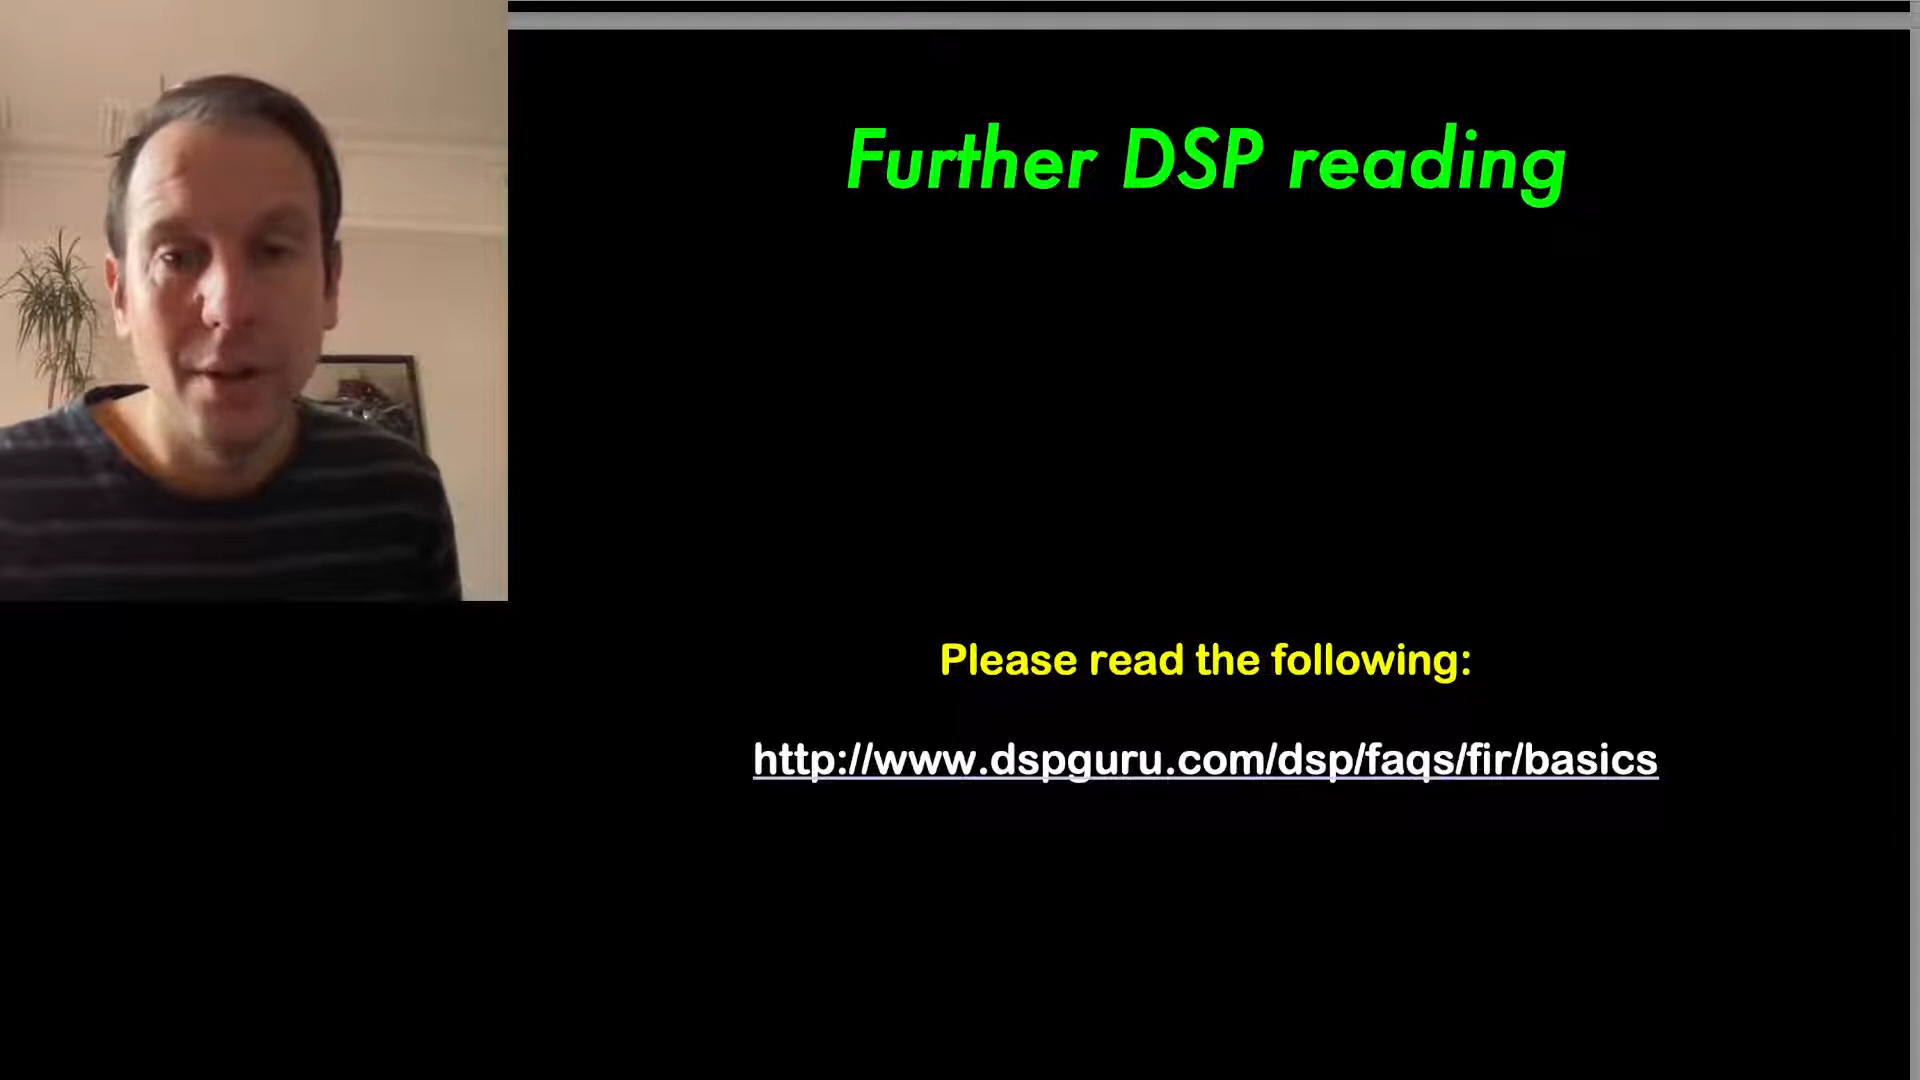 Further DSP reading
Please read the following:
http://www.dspguru.com/dsp/faqs/fir/basics